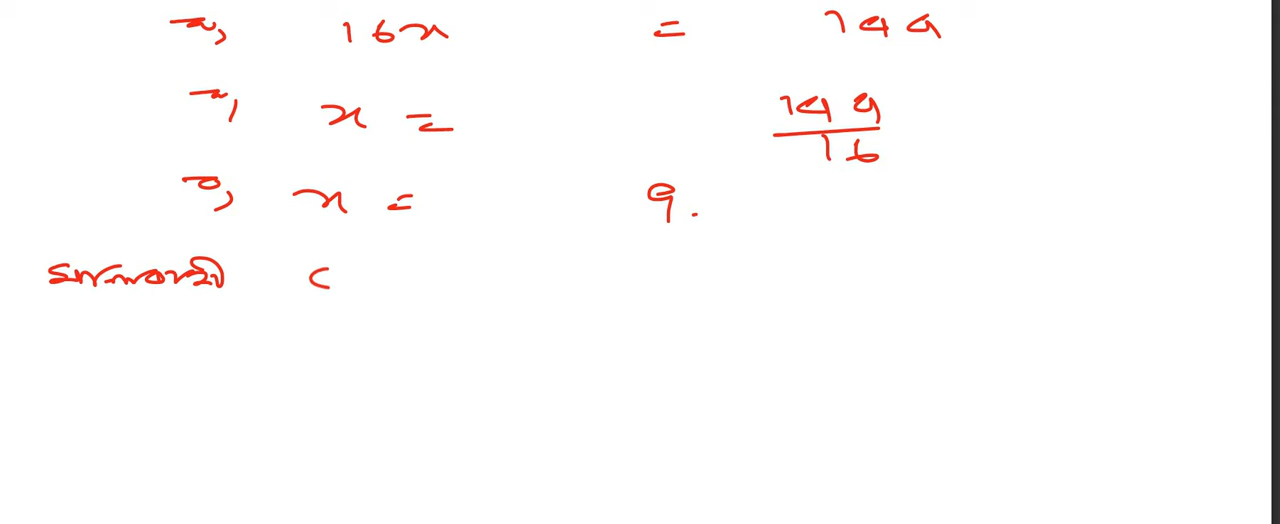 বা, 16x = 144
বা, x = 144/16
বা, x = 9.